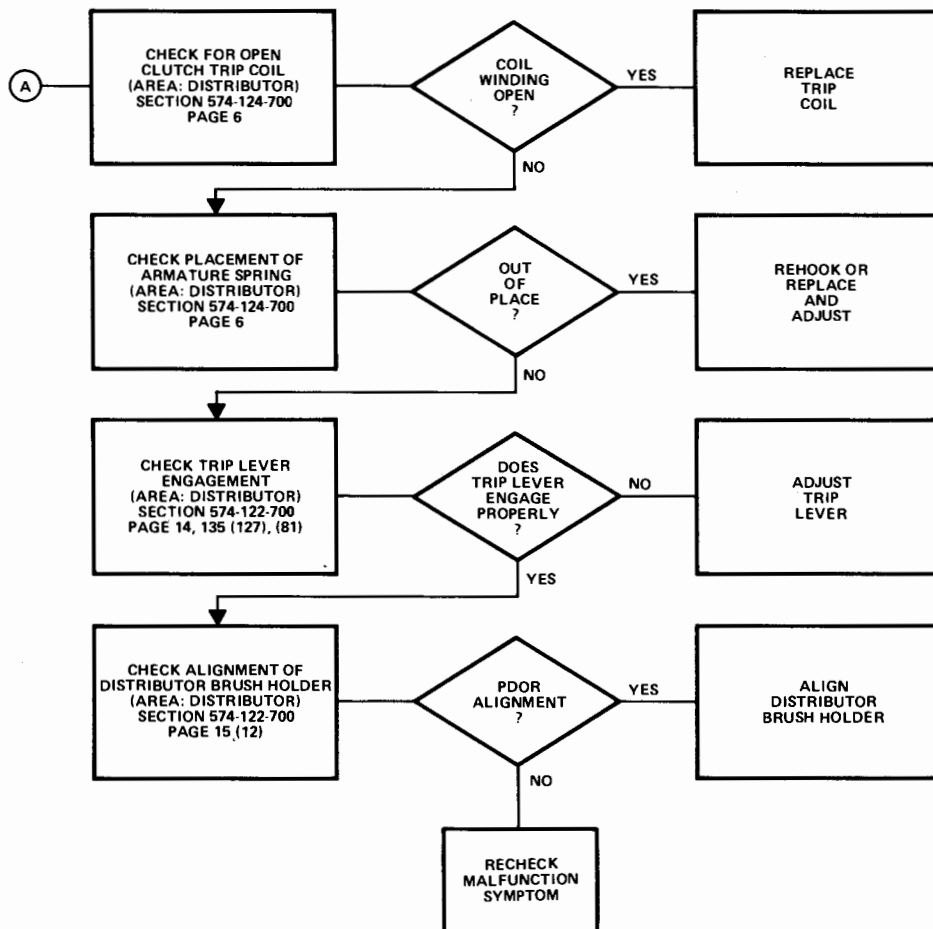 A
CHECK FOR OPEN
CLUTCH TRIP COIL
(AREA: DISTRIBUTOR)
SECTION 574-124-700
PAGE 6
COIL
WINDING
OPEN
?
YES
REPLACE
TRIP
COIL
NO
CHECK PLACEMENT OF
ARMATURE SPRING
(AREA: DISTRIBUTOR)
SECTION 574-124-700
PAGE 6
OUT
OF
PLACE
?
YES
REHOOK OR
REPLACE
AND
ADJUST
NO
CHECK TRIP LEVER
ENGAGEMENT
(AREA: DISTRIBUTOR)
SECTION 574-122-700
PAGE 14, 135 (127), (81)
DOES
TRIP LEVER
ENGAGE
PROPERLY
?
NO
ADJUST
TRIP
LEVER
YES
CHECK ALIGNMENT OF
DISTRIBUTOR BRUSH HOLDER
(AREA: DISTRIBUTOR)
SECTION 574-122-700
PAGE 15 (12)
PDOR
ALIGNMENT
?
YES
ALIGN
DISTRIBUTOR
BRUSH HOLDER
NO
RECHECK
MALFUNCTION
SYMPTOM